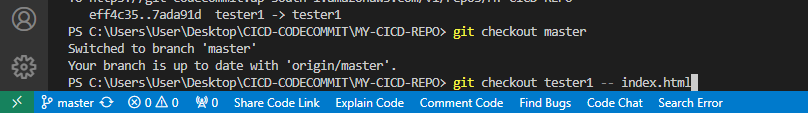 eff4c35..7ada91d  tester1 -> tester1
PS C:\Users\User\Desktop\CICD-CODECOMMIT\MY-CICD-REPO> git checkout master
Switched to branch 'master'
Your branch is up to date with 'origin/master'.
PS C:\Users\User\Desktop\CICD-CODECOMMIT\MY-CICD-REPO> git checkout tester1 -- index.html
master 0 0 0 Share Code Link Explain Code Comment Code Find Bugs Code Chat Search Error